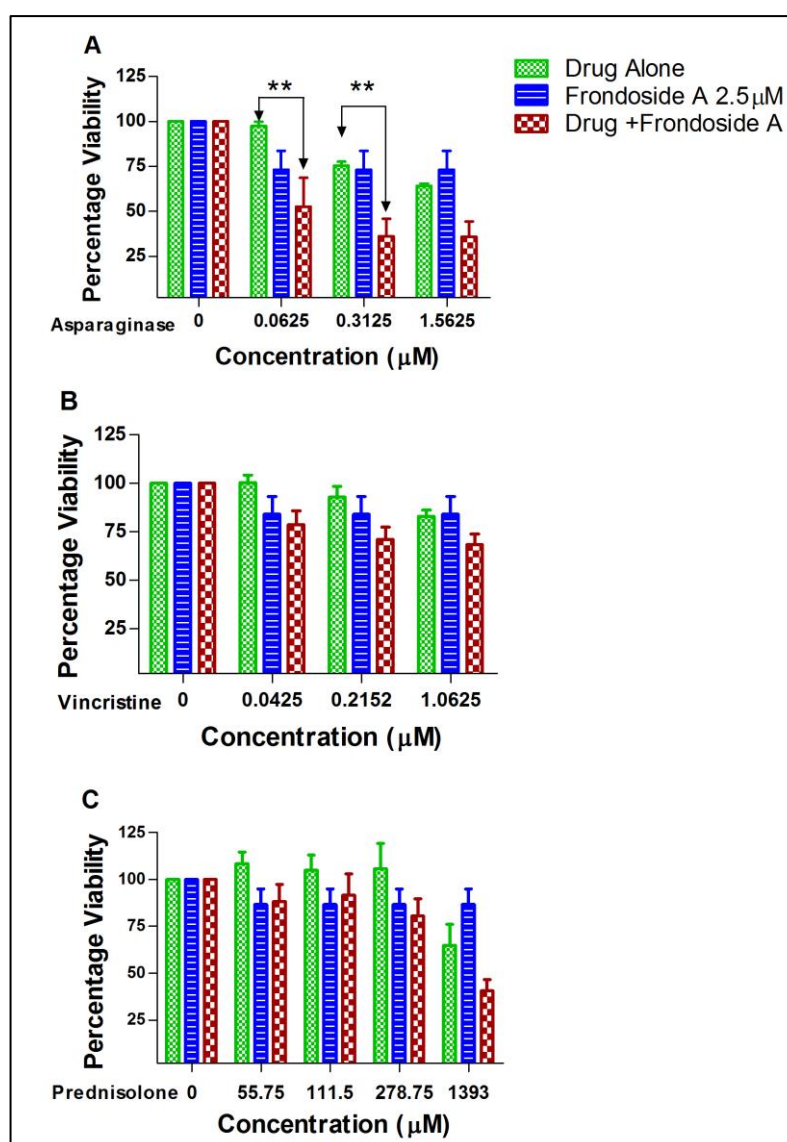 A
Drug Alone
Frondoside A 2.5μM
Drug +Frondoside A
Percentage Viability
125
100
75
50
25
** **
Asparaginase 0 0.0625 0.3125 1.5625
Concentration (μM)
B
Percentage Viability
125
100
75
50
25
Vincristine 0 0.0425 0.2152 1.0625
Concentration (μM)
C
Percentage Viability
125
100
75
50
25
Prednisolone 0 55.75 111.5 278.75 1393
Concentration (μM)